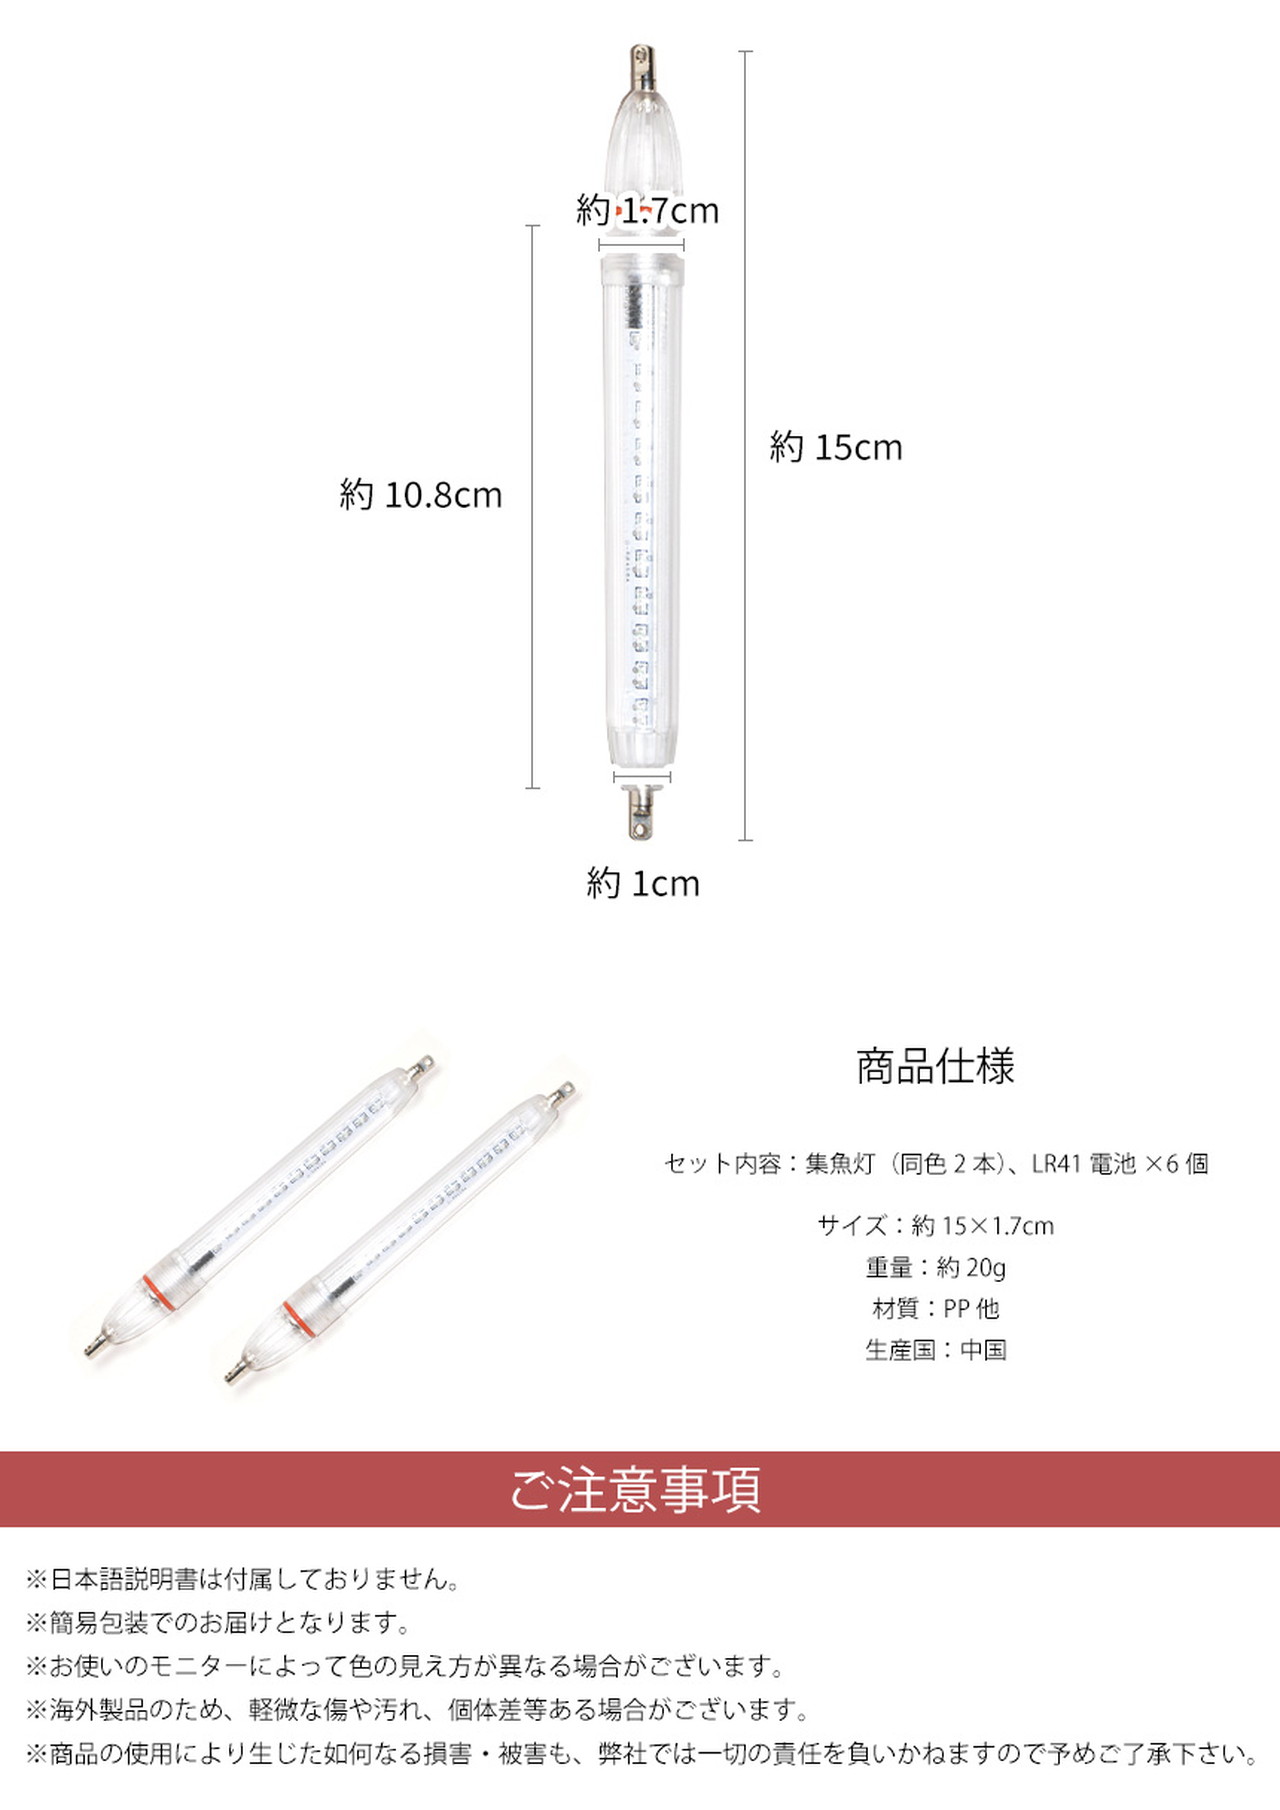 約 1.7cm
約 15cm
約 10.8cm
約 1cm
商品仕様
セット内容：集魚灯（同色 2 本）、LR41 電池 ×6 個
サイズ：約 15×1.7cm
重量：約 20g
材質：PP 他
生産国：中国
ご注意事項
※日本語説明書は付属しておりません。
※簡易包装でのお届けとなります。
※お使いのモニターによって色の見え方が異なる場合がございます。
※海外製品のため、軽微な傷や汚れ、個体差等ある場合がございます。
※商品の使用により生じた如何なる損害・被害も、弊社では一切の責任を負いかねますので予めご了承下さい。